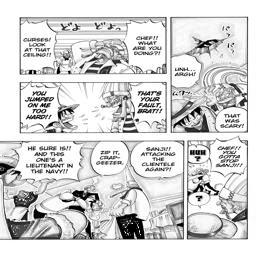 UHH...
ARGH!
THAT WAS
SCARY!
CHEF!!
WHAT
ARE YOU
DOING?!
CURSES!
LOOK AT
THAT
CEILING!!
THAT'S
YOUR
FAULT,
BRAT!!
YOU
JUMPED
ON ME
TOO
HARD!!
CHEF!!
YOU
GOTTA
STOP
SANJI!!
HUH
?
SANJI!!
ATTACKING
THE
CLIENTELE
AGAIN?!
ZIP IT,
CRAP-
GEEZER.
HE SURE IS!!
AND THIS
ONE'S A
LIEUTENANT
IN THE
NAVY!!